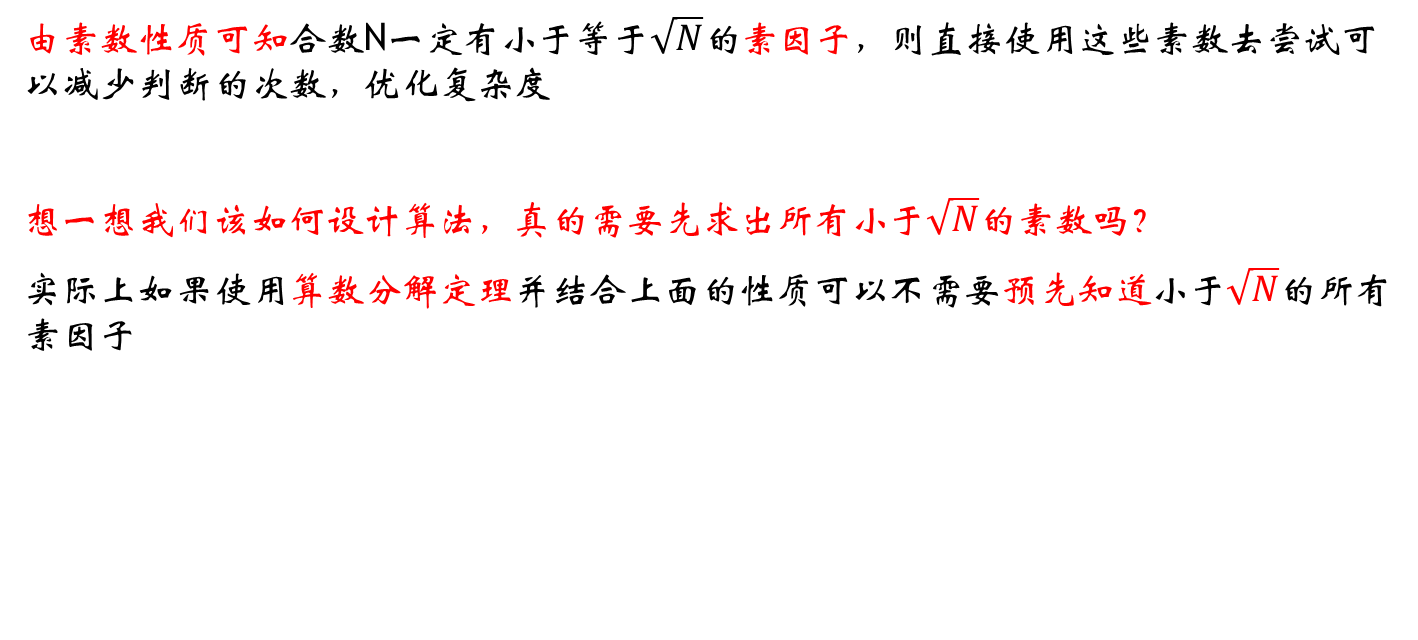 由素数性质可知合数N一定有小于等于√N的素因子，则直接使用这些素数去尝试可
以减少判断的次数，优化复杂度
想一想我们该如何设计算法，真的需要先求出所有小于√N的素数吗？
实际上如果使用算数分解定理并结合上面的性质可以不需要预先知道小于√N的所有
素因子